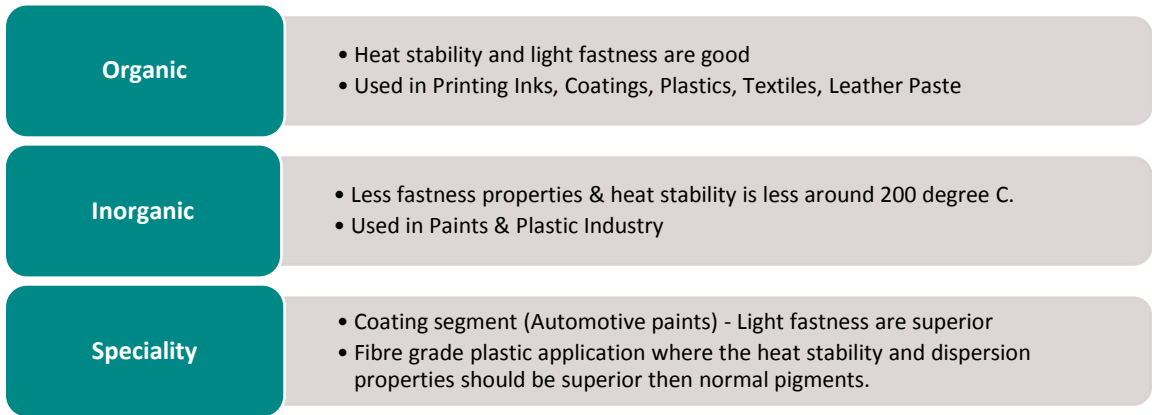 Organic
• Heat stability and light fastness are good
• Used in Printing Inks, Coatings, Plastics, Textiles, Leather Paste
Inorganic
• Less fastness properties & heat stability is less around 200 degree C.
• Used in Paints & Plastic Industry
Speciality
• Coating segment (Automotive paints) - Light fastness are superior
• Fibre grade plastic application where the heat stability and dispersion
properties should be superior then normal pigments.